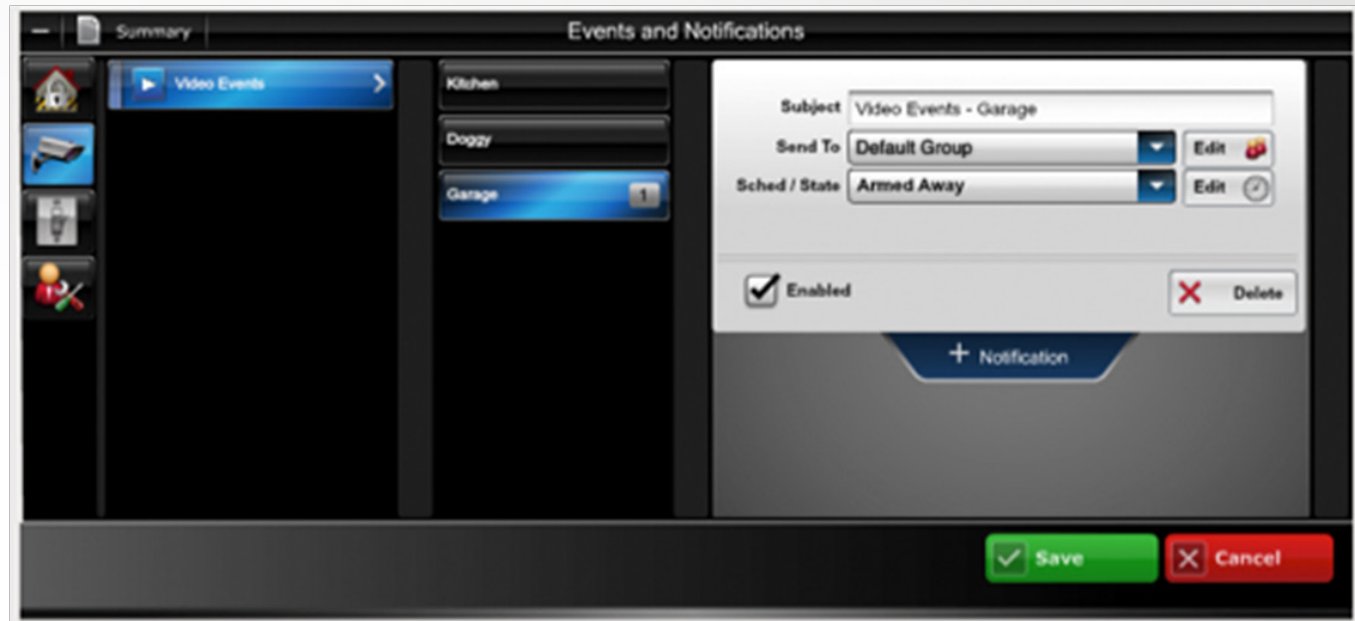 Summary
Events and Notifications
Video Events
Kitchen
Doggy
Garage 1
Subject Video Events - Garage
Send To Default Group Edit
Sched / State Armed Away Edit
Enabled
Delete
+ Notification
Save
Cancel